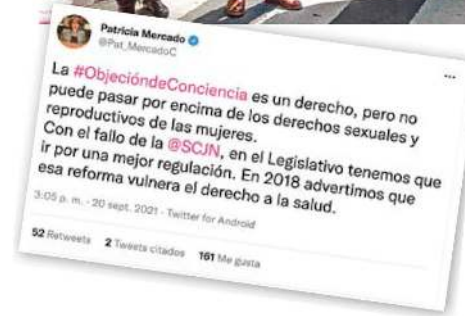 Patricia Mercado
@Pat_MercadoC
La #ObjecióndeConciencia es un derecho, pero no
puede pasar por encima de los derechos sexuales y
reproductivos de las mujeres.
Con el fallo de la @SCJN, en el Legislativo tenemos que
ir por una mejor regulación. En 2018 advertimos que
esa reforma vulnera el derecho a la salud.
3:05 p. m. · 20 sept. 2021 · Twitter for Android
52 Retweets 2 Tweets citados 161 Me gusta